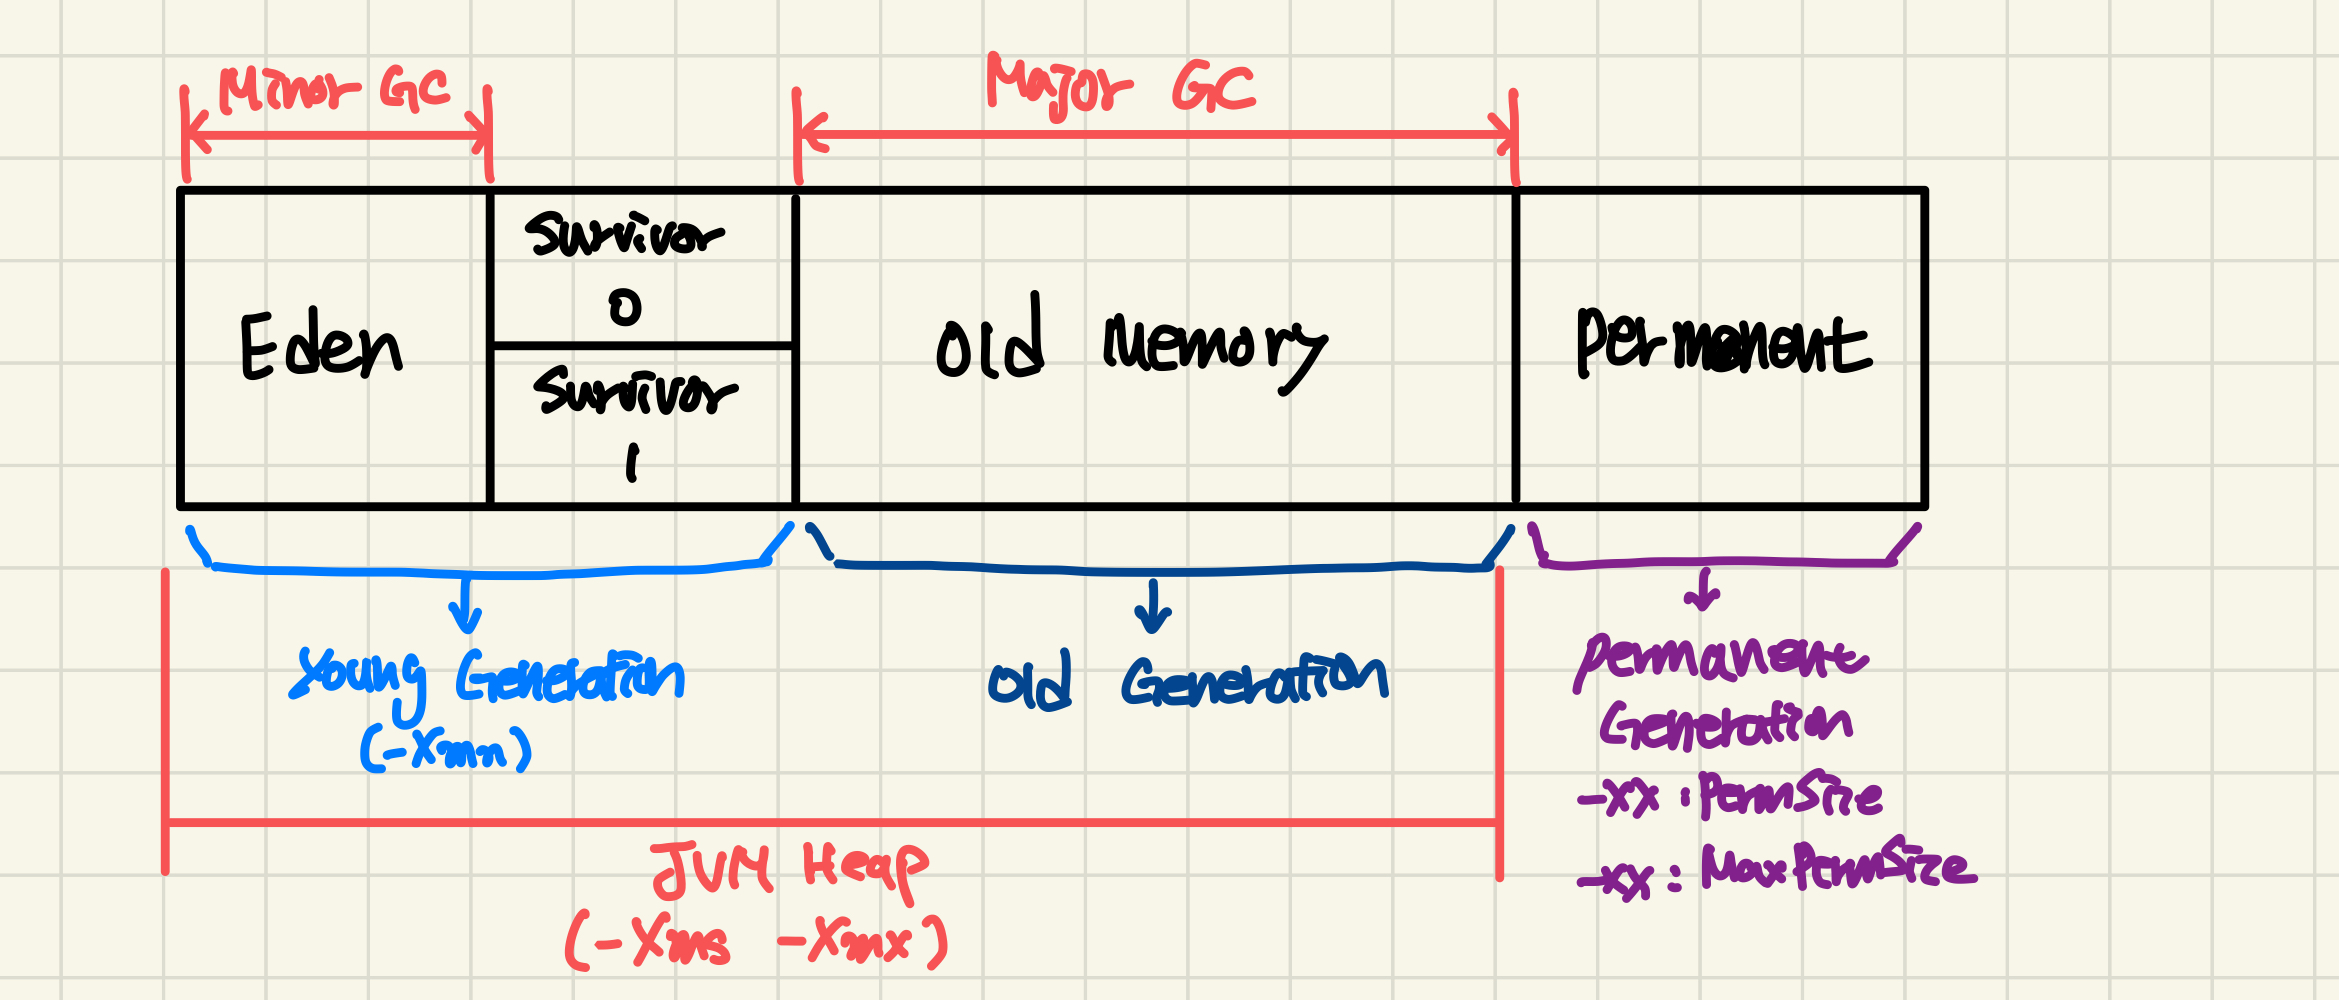 Minor GC
Major GC
Eden
Survivor
0
Survivor
1
Old Memory
Permanent
Young Generation
(-Xmn)
Old Generation
Permanent
Generation
-XX : PermSize
-XX : MaxPermSize
JVM Heap
(-Xms -Xmx)